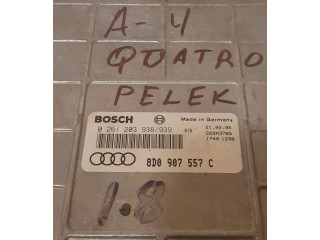 A-4
QUATRO
PELEK
BOSCH Made in Germany
0 261 203 938/939
8D0 907 557 C
1.8